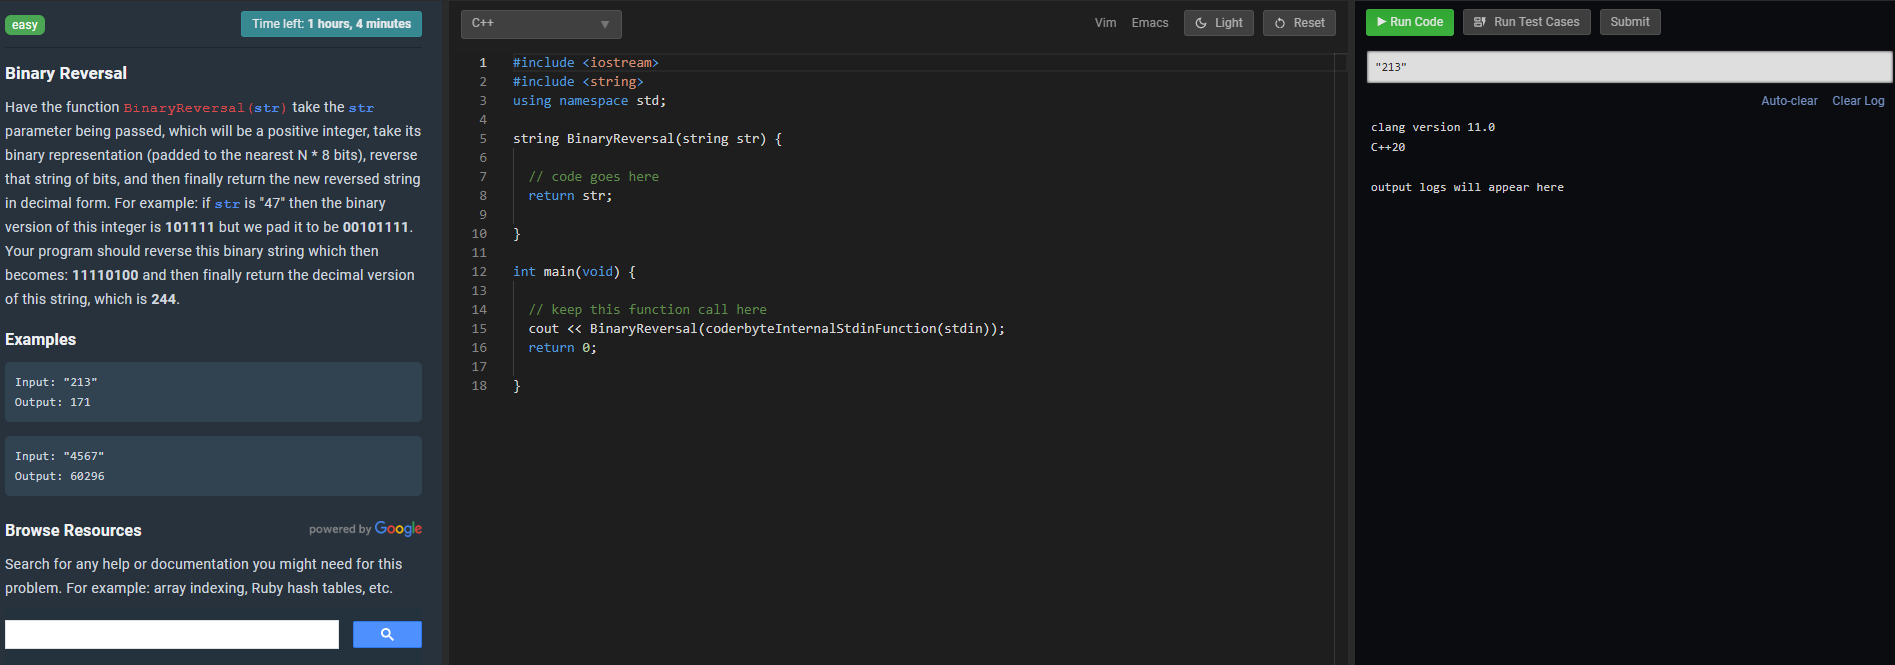 easy
Time left: 1 hours, 4 minutes
Binary Reversal
Have the function BinaryReversal(str) take the str
parameter being passed, which will be a positive integer, take its
binary representation (padded to the nearest N * 8 bits), reverse
that string of bits, and then finally return the new reversed string
in decimal form. For example: if str is "47" then the binary
version of this integer is 101111 but we pad it to be 00101111.
Your program should reverse this binary string which then
becomes: 11110100 and then finally return the decimal version
of this string, which is 244.
Examples
Input: "213"
Output: 171
Input: "4567"
Output: 60296
Browse Resources
powered by Google
Search for any help or documentation you might need for this
problem. For example: array indexing, Ruby hash tables, etc.
C++
Vim Emacs Light Reset
1 #include <iostream>
2 #include <string>
3 using namespace std;
4
5 string BinaryReversal(string str) {
6
7 // code goes here
8 return str;
9
10 }
11
12 int main(void) {
13
14 // keep this function call here
15 cout << BinaryReversal(coderbyteInternalStdinFunction(stdin));
16 return 0;
17
18 }
Run Code Run Test Cases Submit
"213"
Auto-clear Clear Log
clang version 11.0
C++20
output logs will appear here